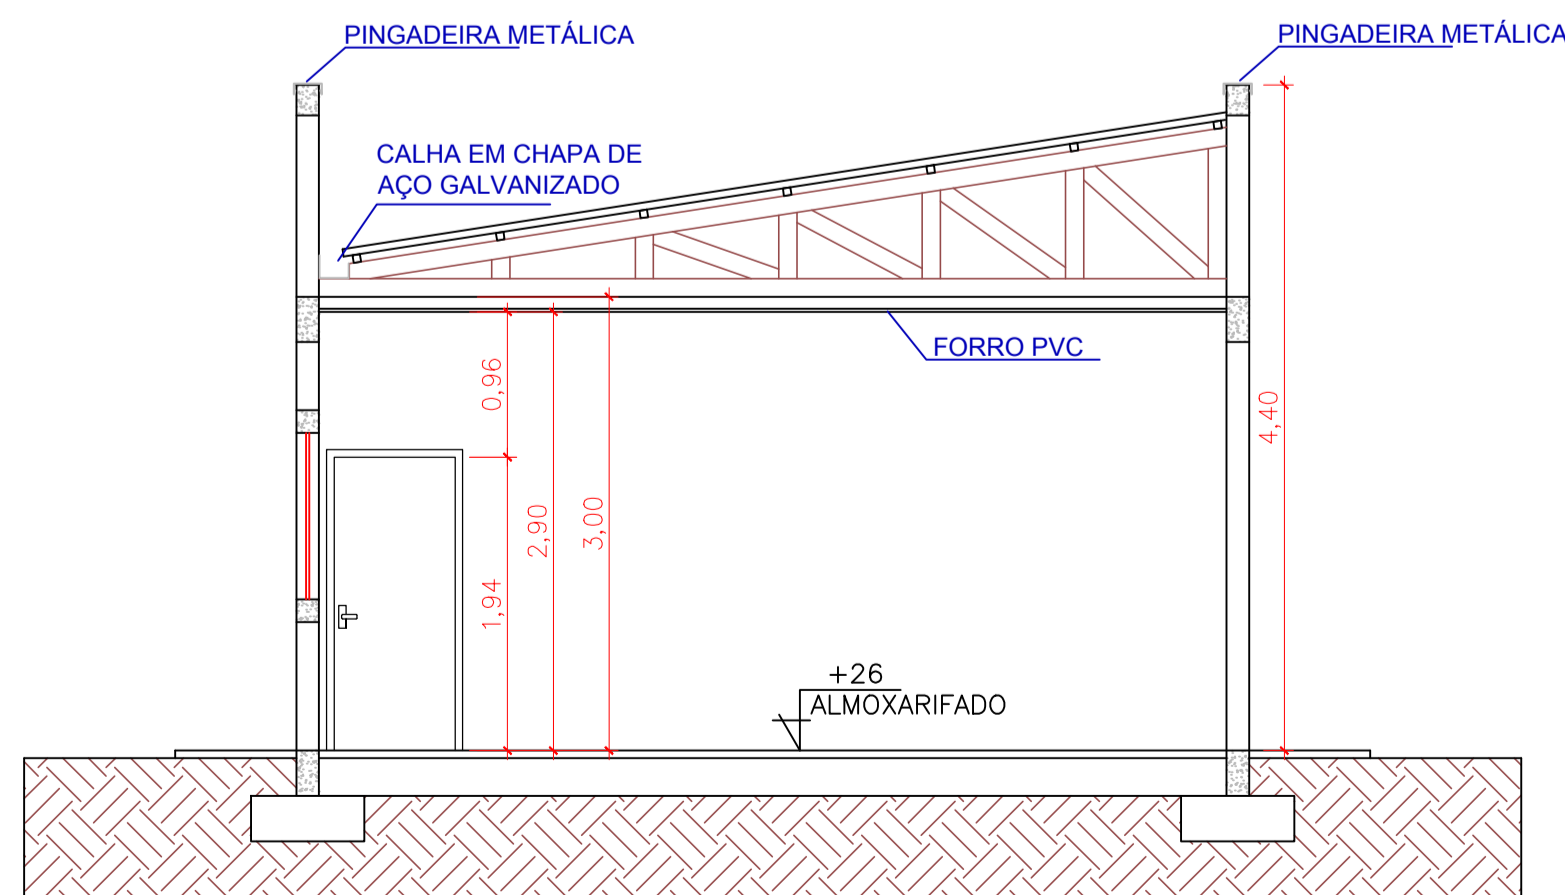 PINGADEIRA METÁLICA
PINGADEIRA METÁLICA
CALHA EM CHAPA DE
AÇO GALVANIZADO
FORRO PVC
0,96
4,40
2,90
3,00
1,94
+26
ALMOXARIFADO